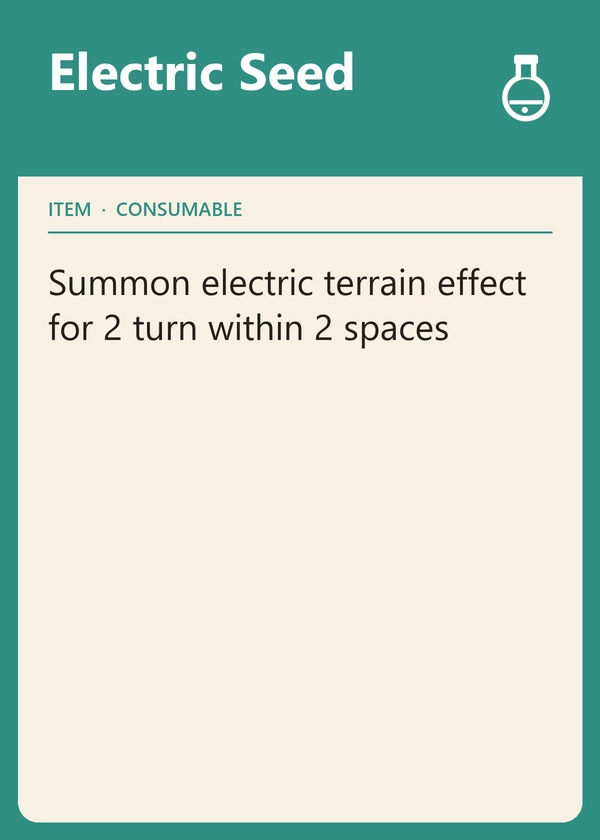 Electric Seed
ITEM · CONSUMABLE
Summon electric terrain effect
for 2 turn within 2 spaces